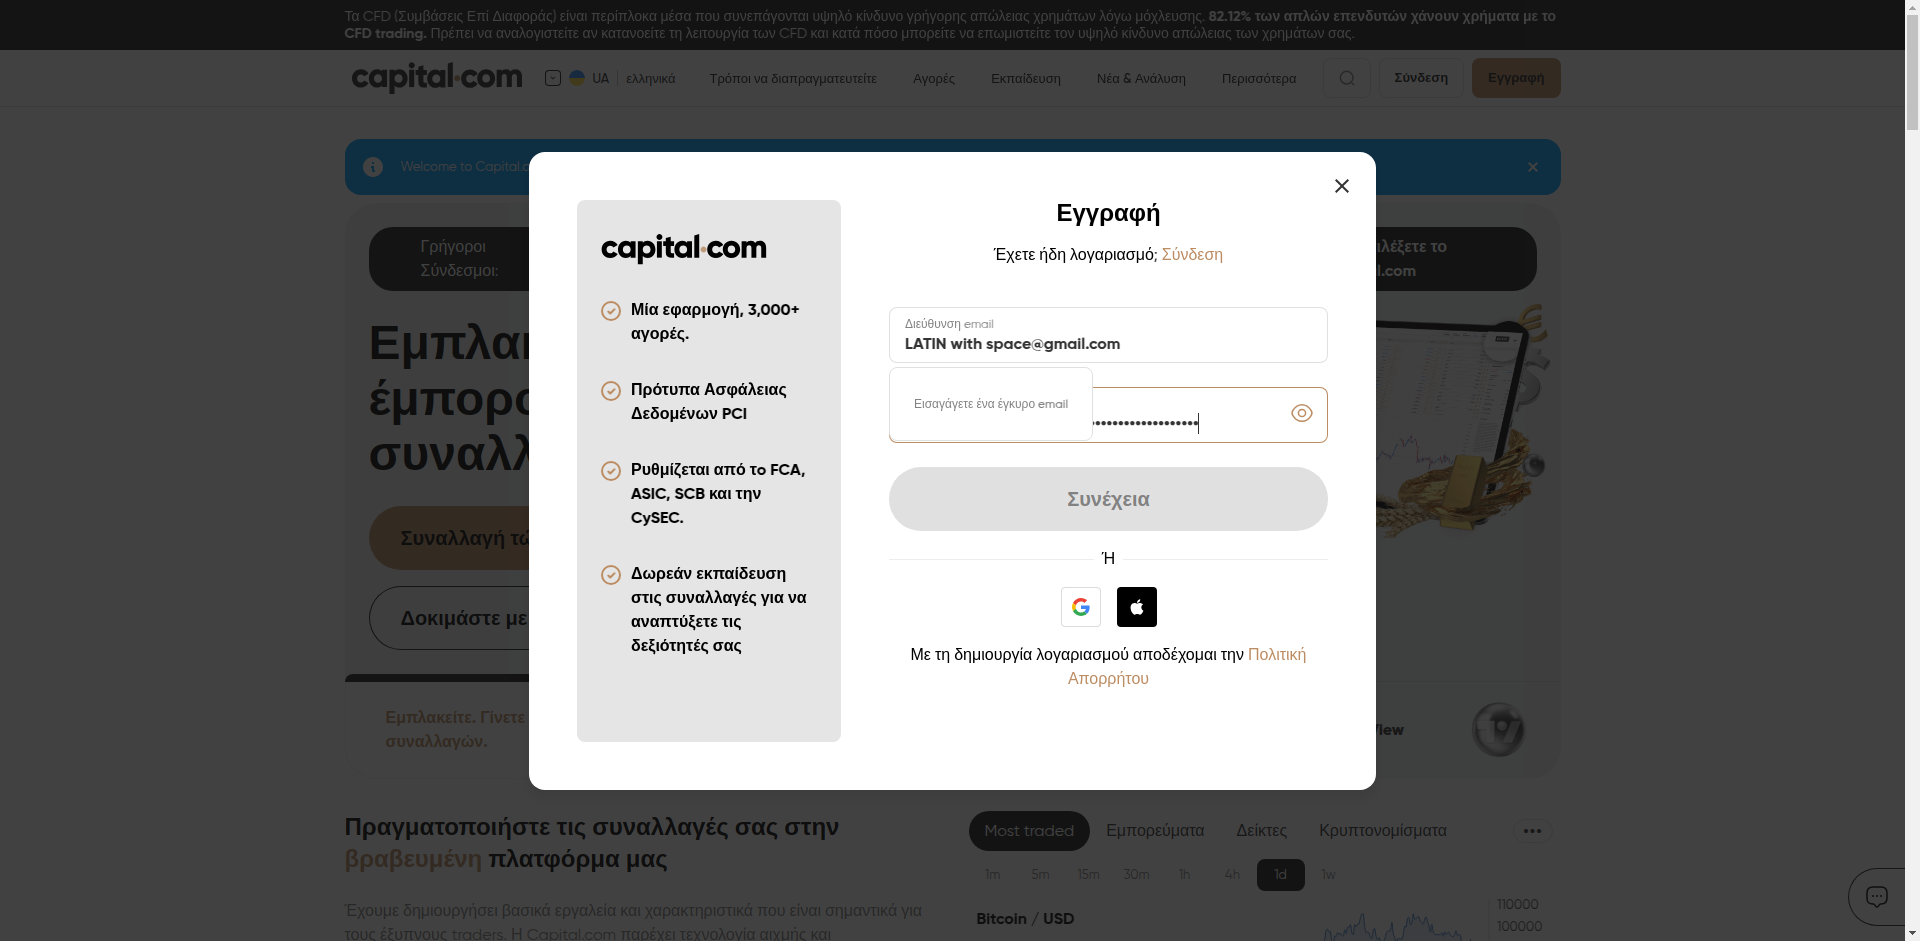 Τα CFD (Συμβάσεις Επί Διαφοράς) είναι περίπλοκα μέσα που συνεπάγονται υψηλό κίνδυνο γρήγορης απώλειας χρημάτων λόγω μόχλευσης. 82.12% των απλών επενδυτών χάνουν χρήματα με το
CFD trading. Πρέπει να αναλογιστείτε αν κατανοείτε τη λειτουργία των CFD και κατά πόσο μπορείτε να επωμιστείτε τον υψηλό κίνδυνο απώλειας των χρημάτων σας.
capital.com UA ελληνικά Τρόποι να διαπραγματευτείτε Αγορές Εκπαίδευση Νέα & Ανάλυση Περισσότερα Σύνδεση Εγγραφή
Welcome to Capital.c
Γρήγοροι
Σύνδεσμοι:
ιλέξετε το
l.com
Εμπλα
έμπορο
συναλλ
Συναλλαγή τώ
Δοκιμάστε με
Εμπλακείτε. Γίνετε
συναλλαγών.
View
capital.com
Μία εφαρμογή, 3,000+
αγορές.
Πρότυπα Ασφάλειας
Δεδομένων PCI
Ρυθμίζεται από τo FCA,
ASIC, SCB και την
CySEC.
Δωρεάν εκπαίδευση
στις συναλλαγές για να
αναπτύξετε τις
δεξιότητές σας
Εγγραφή
Έχετε ήδη λογαριασμό; Σύνδεση
Διεύθυνση email
LATIN with space@gmail.com
Εισαγάγετε ένα έγκυρο email
Συνέχεια
Ή
Με τη δημιουργία λογαριασμού αποδέχομαι την Πολιτική
Απορρήτου
Πραγματοποιήστε τις συναλλαγές σας στην
βραβευμένη πλατφόρμα μας
Έχουμε δημιουργήσει βασικά εργαλεία και χαρακτηριστικά που είναι σημαντικά για
τους έξυπνους traders. Η Capital.com παρέχει τεχνολογία αιχμής και
Most traded Εμπορεύματα Δείκτες Κρυπτονομίσματα
1m 5m 15m 30m 1h 4h 1d 1w
Bitcoin / USD
110000
100000